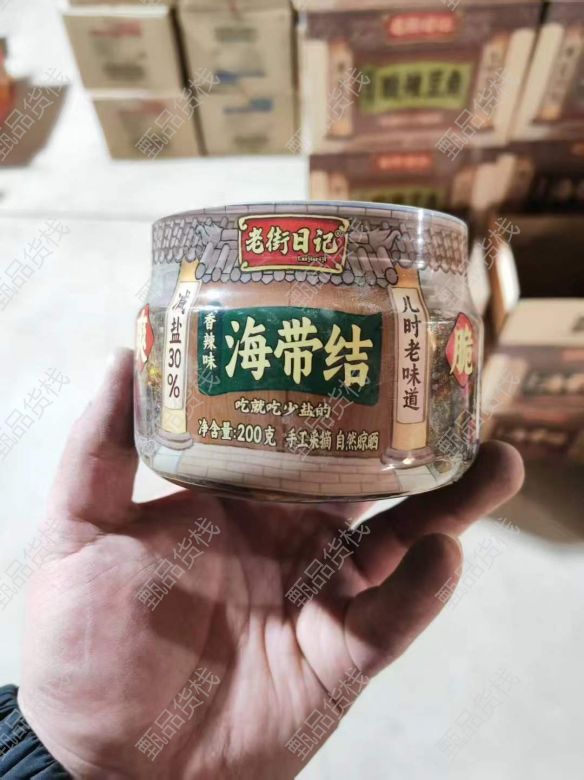 老街日记
减盐30%
香辣味
海带结
儿时老味道
脆
吃就吃少盐的
净含量:200克 手工采摘 自然晾晒
甄品货栈